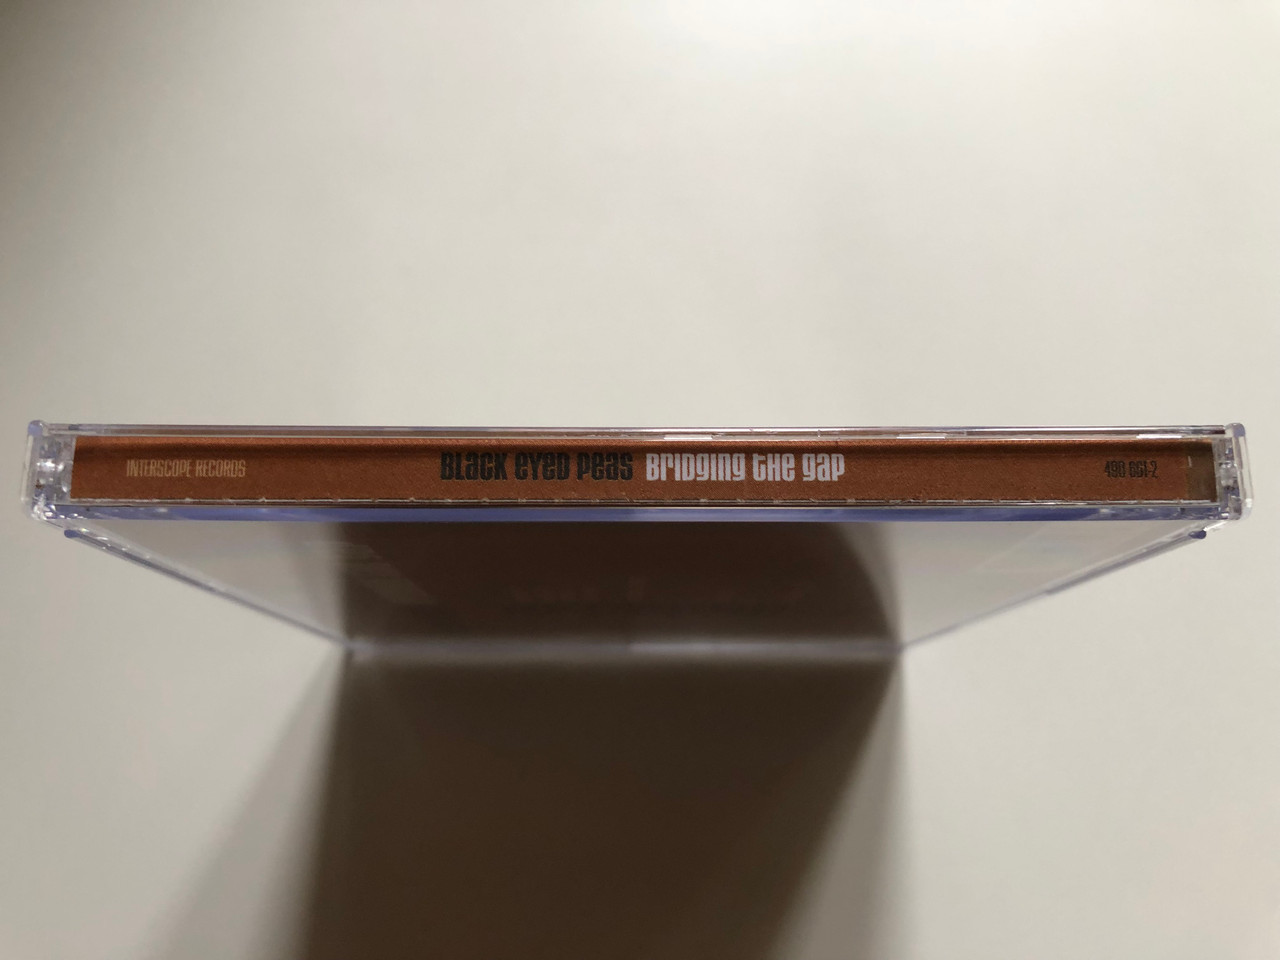 INTERSCOPE RECORDS BLACK EYED PEAS BRIDGING THE GAP 490 661-2